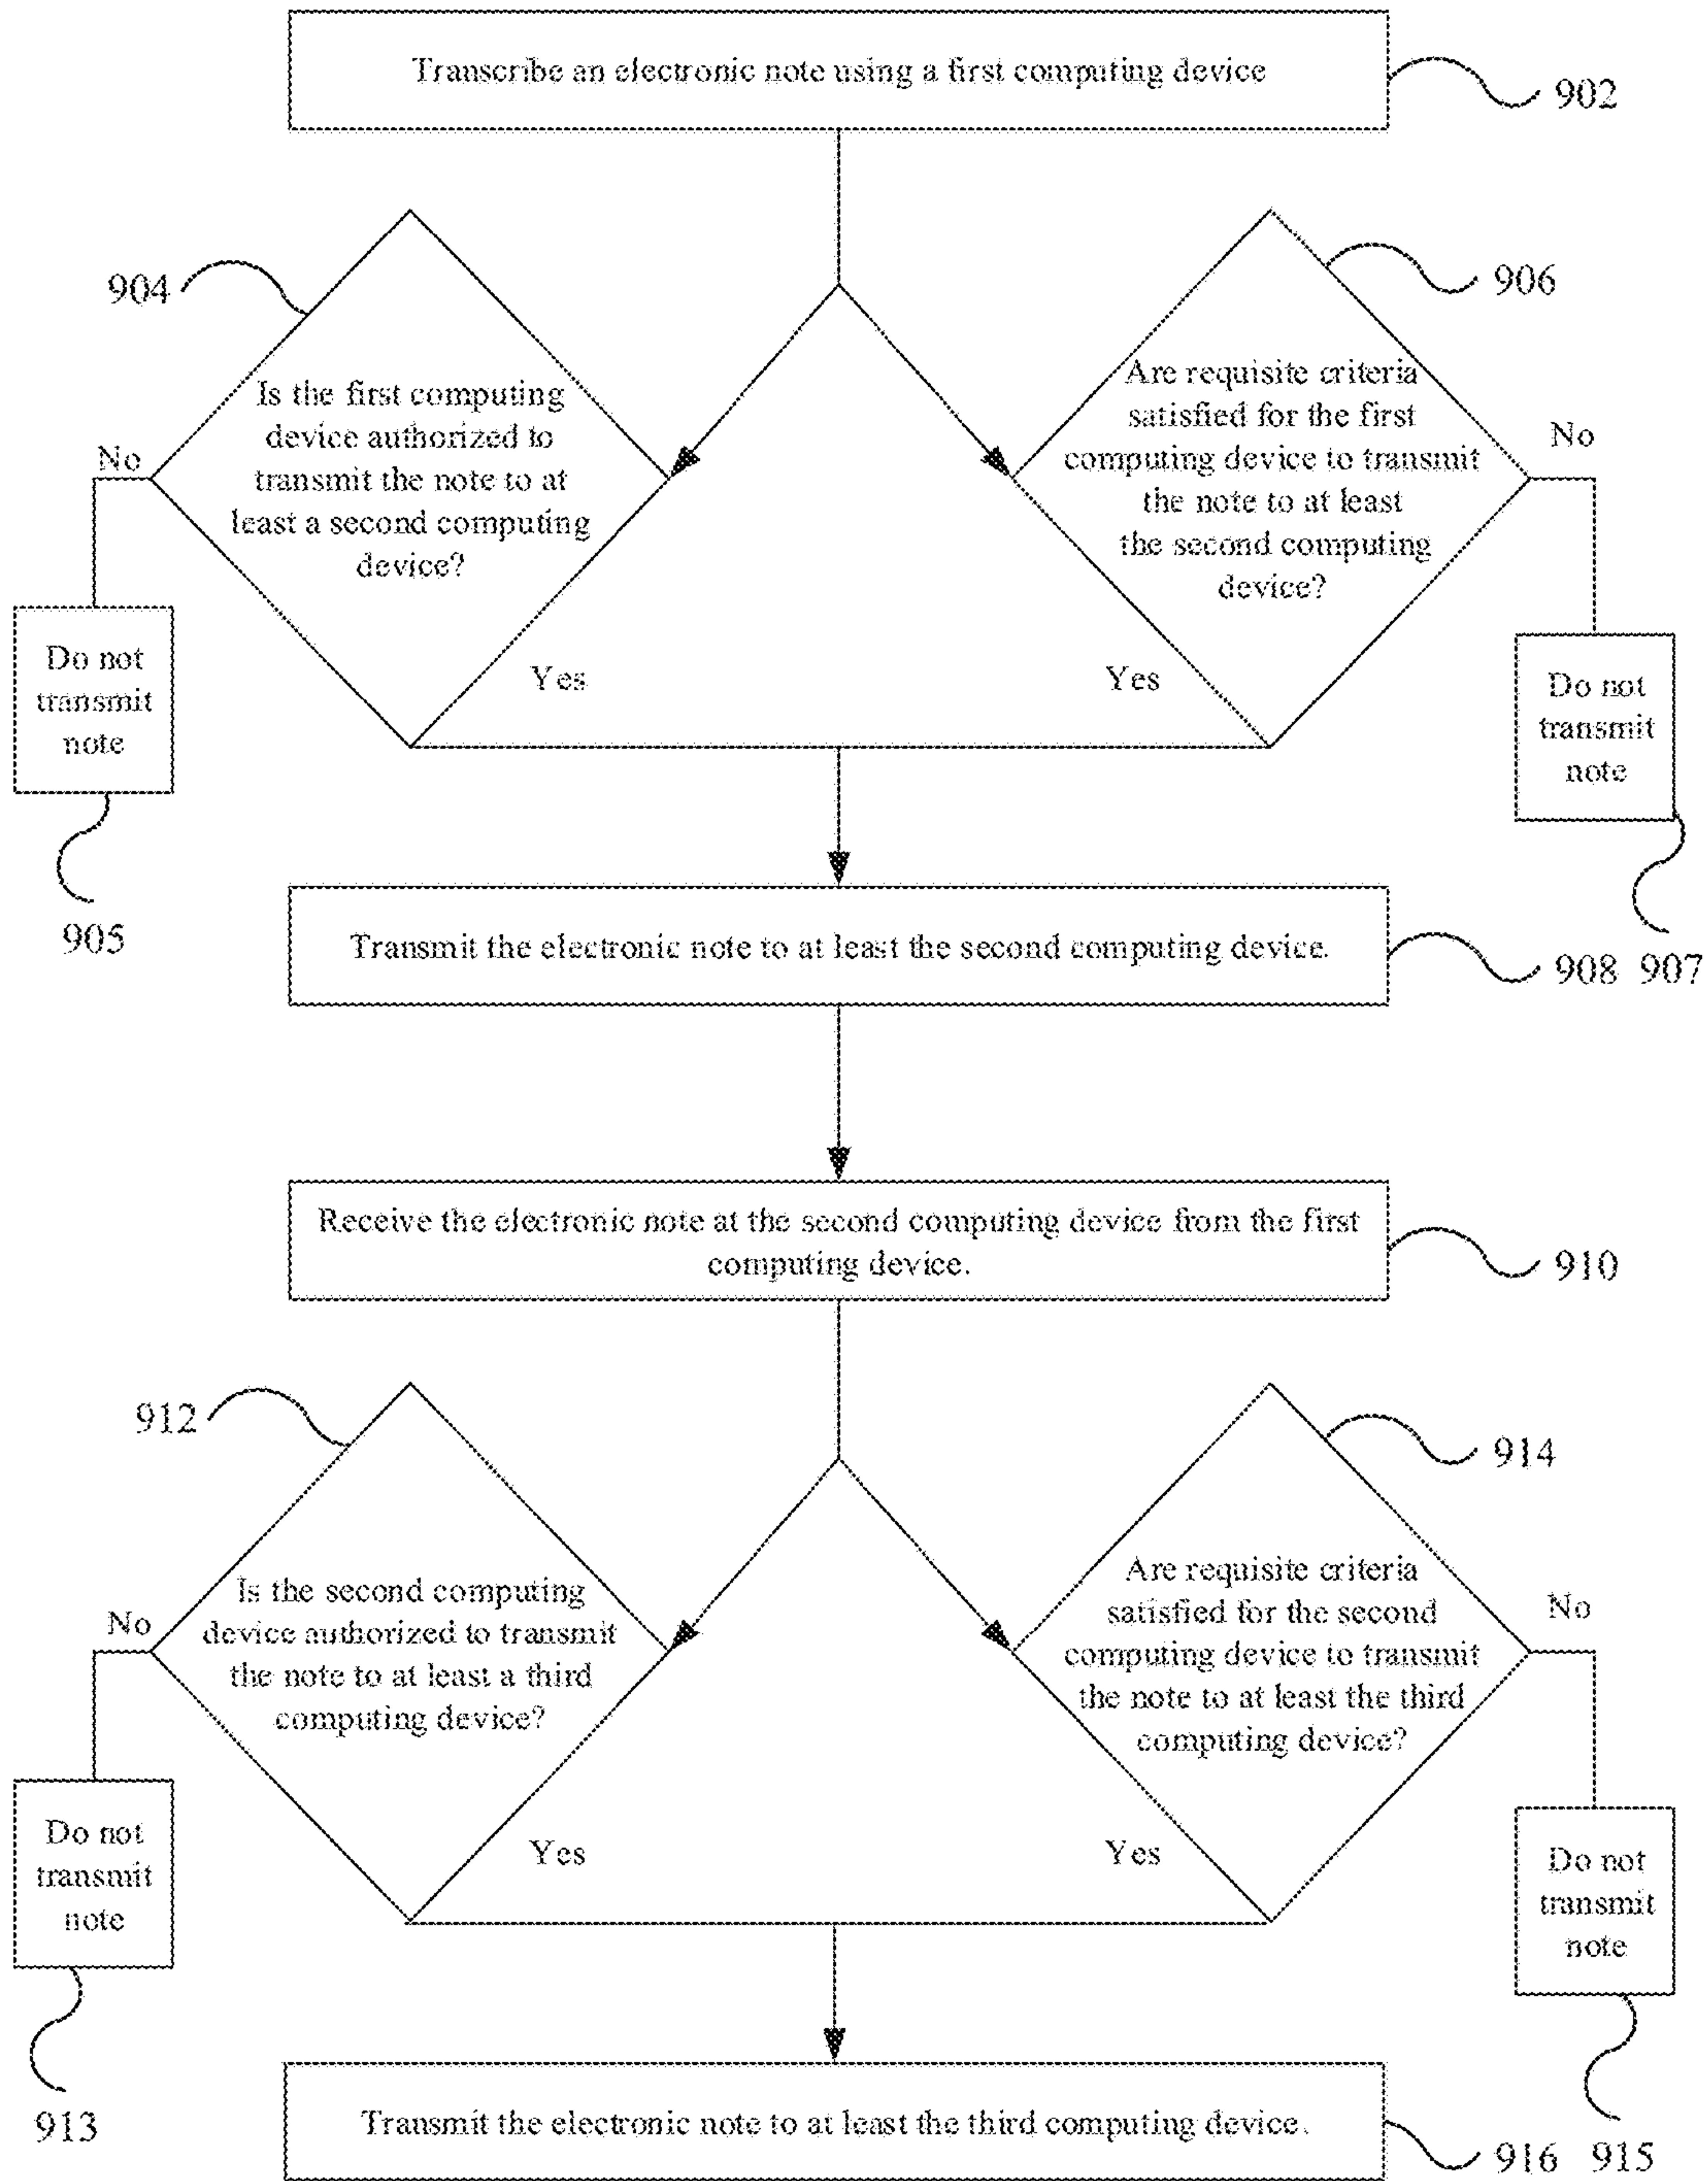 Transcribe an electronic note using a first computing device
902
904
906
Is the first computing
device authorized to
transmit the note to at
least a second computing
device?
Are requisite criteria
satisfied for the first
computing device to transmit
the note to at least
the second computing
device?
No
No
Do not
transmit
note
Yes
Yes
Do not
transmit
note
905
907
Transmit the electronic note to at least the second computing device.
908
Receive the electronic note at the second computing device from the first
computing device.
910
912
914
Is the second computing
device authorized to transmit
the note to at least a third
computing device?
Are requisite criteria
satisfied for the second
computing device to transmit
the note to at least the third
computing device?
No
No
Do not
transmit
note
Yes
Yes
Do not
transmit
note
913
915
Transmit the electronic note to at least the third computing device.
916